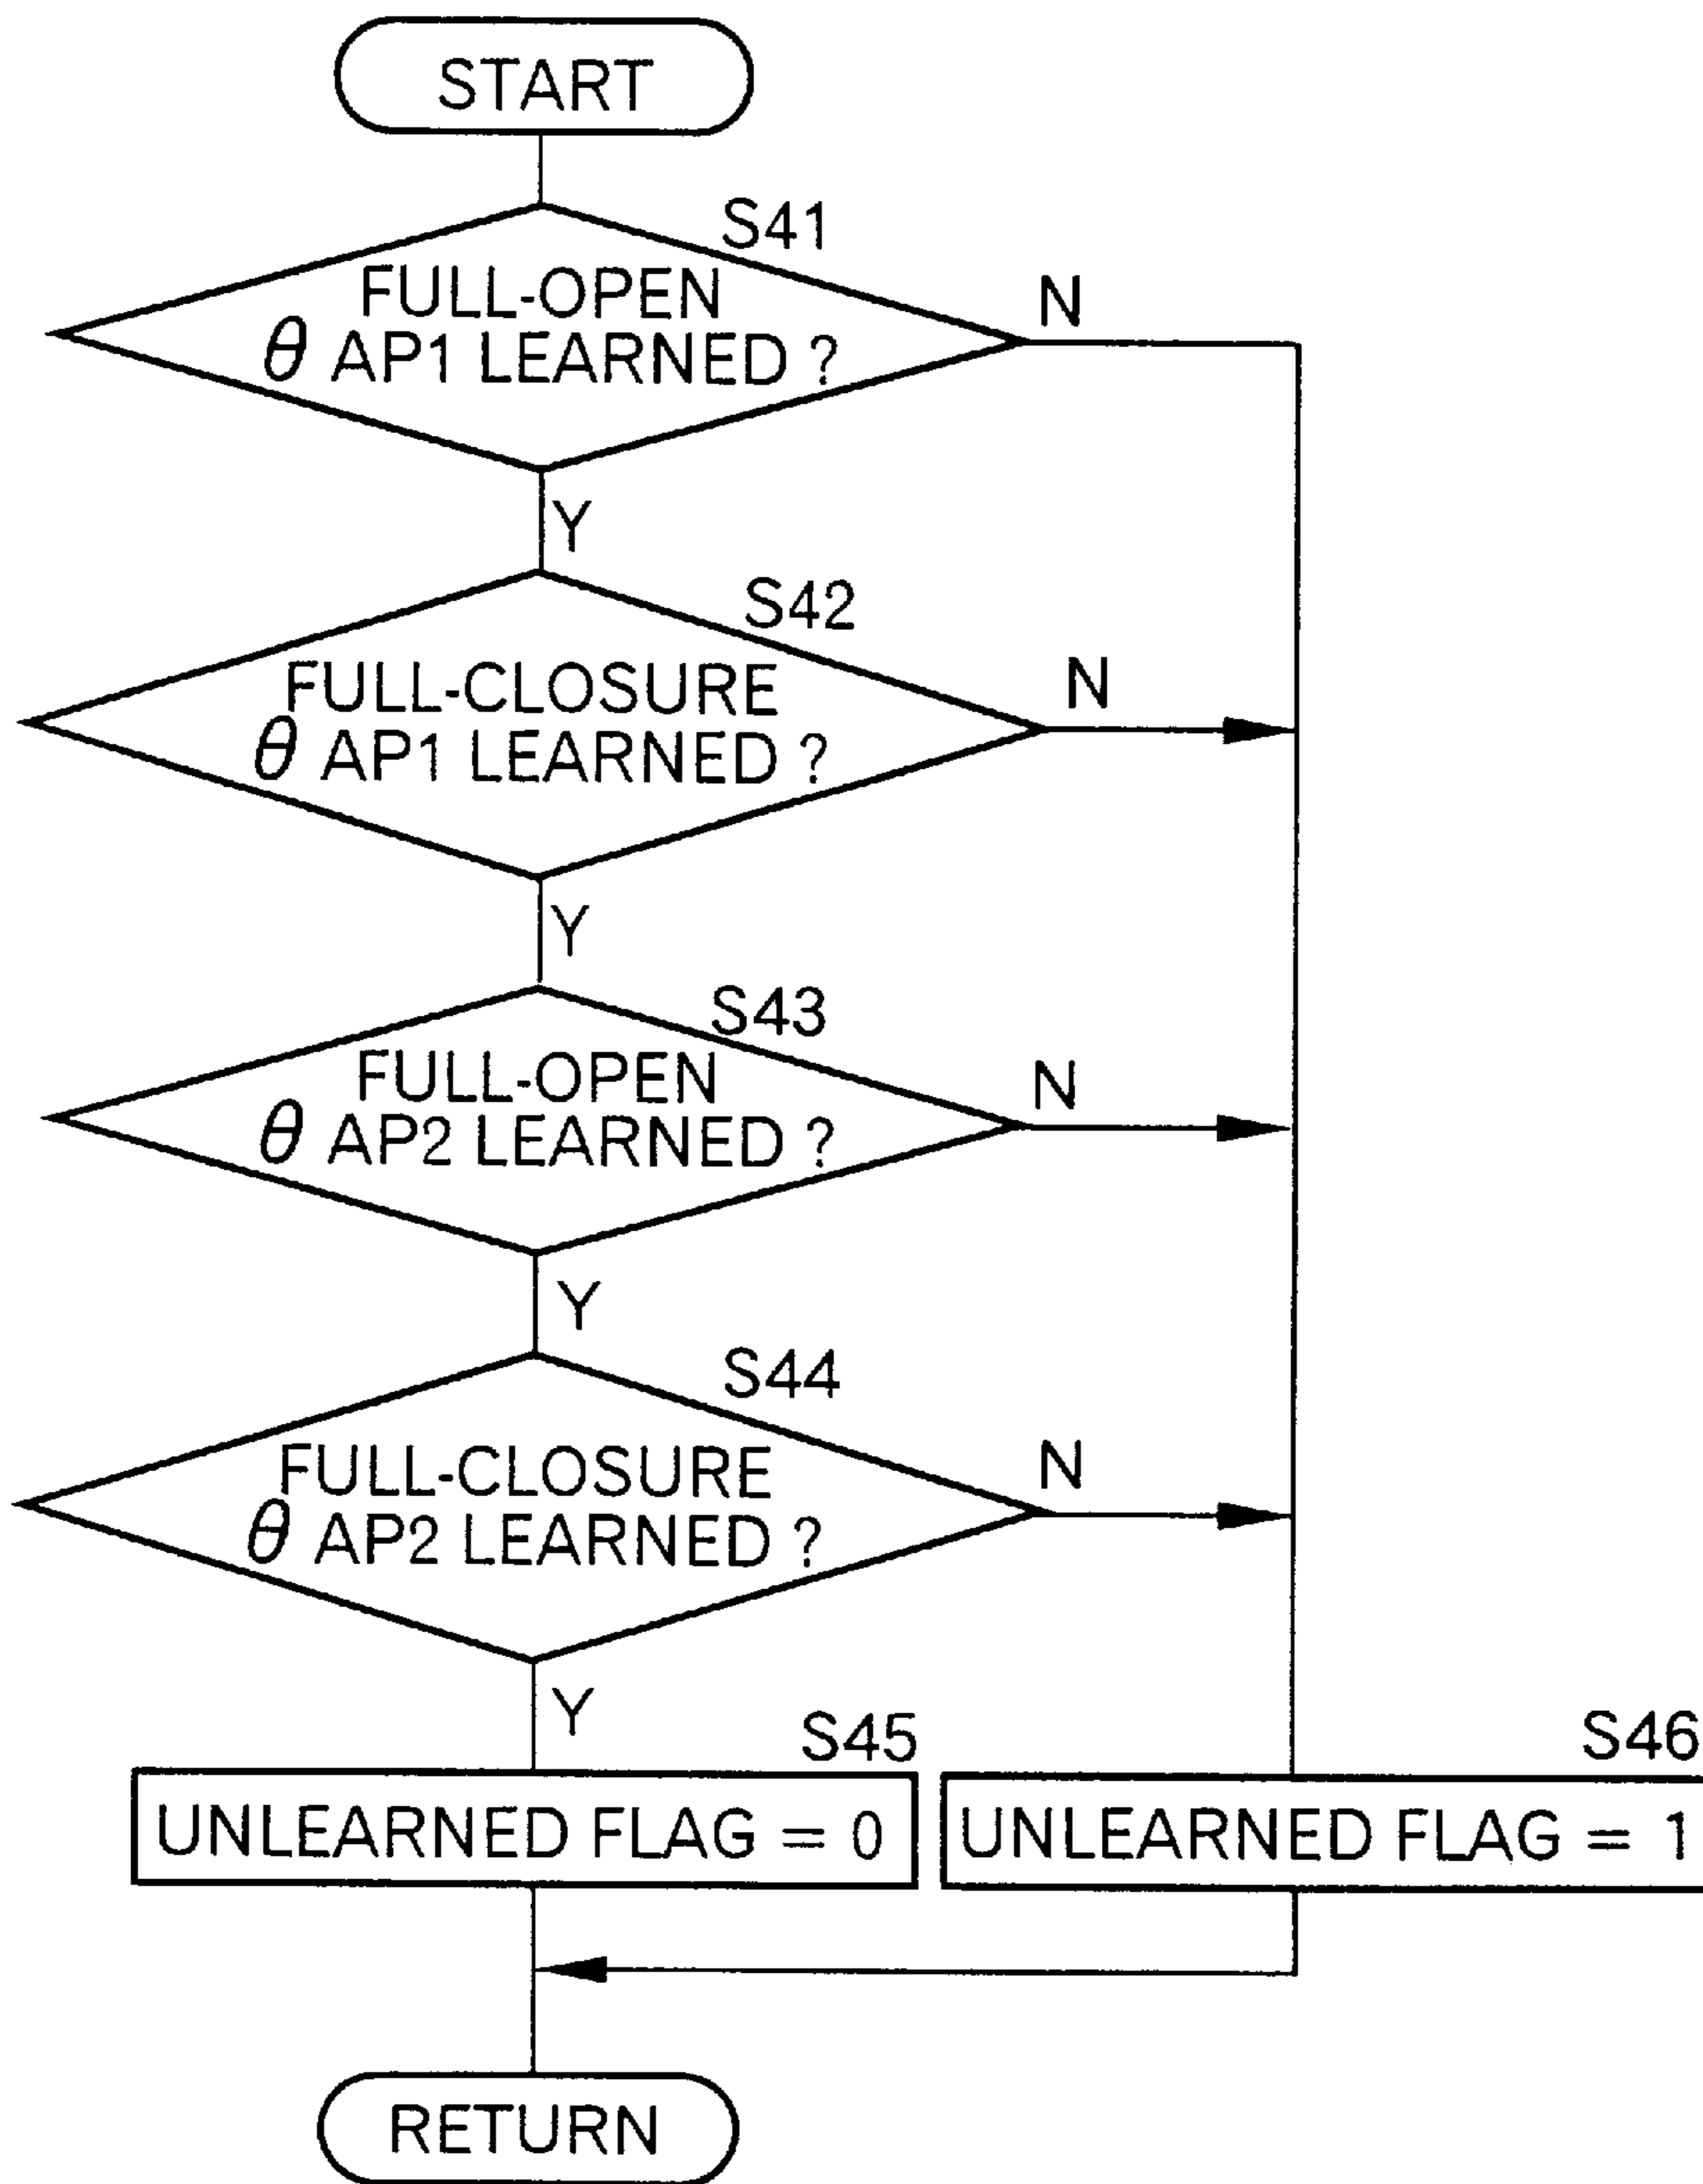 START
S41
FULL-OPEN
θ AP1 LEARNED ?
N
Y
S42
FULL-CLOSURE
θ AP1 LEARNED ?
N
Y
S43
FULL-OPEN
θ AP2 LEARNED ?
N
Y
S44
FULL-CLOSURE
θ AP2 LEARNED ?
N
Y
S45
UNLEARNED FLAG = 0
S46
UNLEARNED FLAG = 1
RETURN